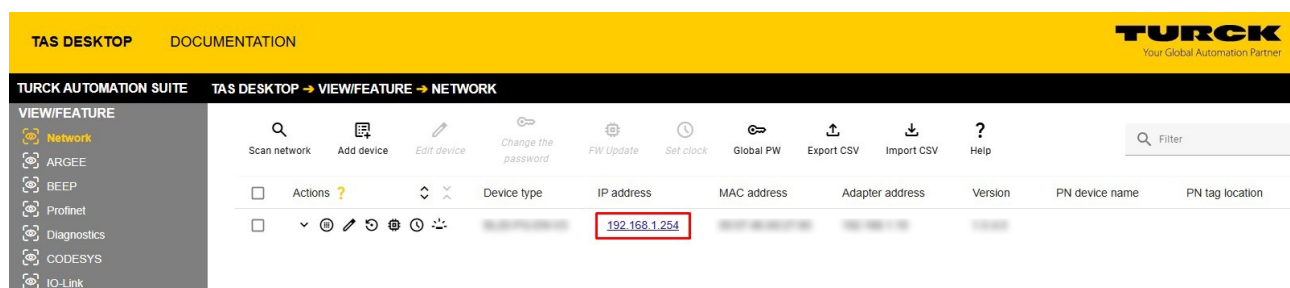 TAS DESKTOP DOCUMENTATION
TURCK
Your Global Automation Partner
TURCK AUTOMATION SUITE TAS DESKTOP ➔ VIEW/FEATURE ➔ NETWORK
VIEW/FEATURE
Network
ARGEE
BEEP
Profinet
Diagnostics
CODESYS
IO-Link
Scan network Add device Edit device Change the password FW Update Set clock Global PW Export CSV Import CSV ? Help Filter
Actions ? Device type IP address MAC address Adapter address Version PN device name PN tag location
192.168.1.254